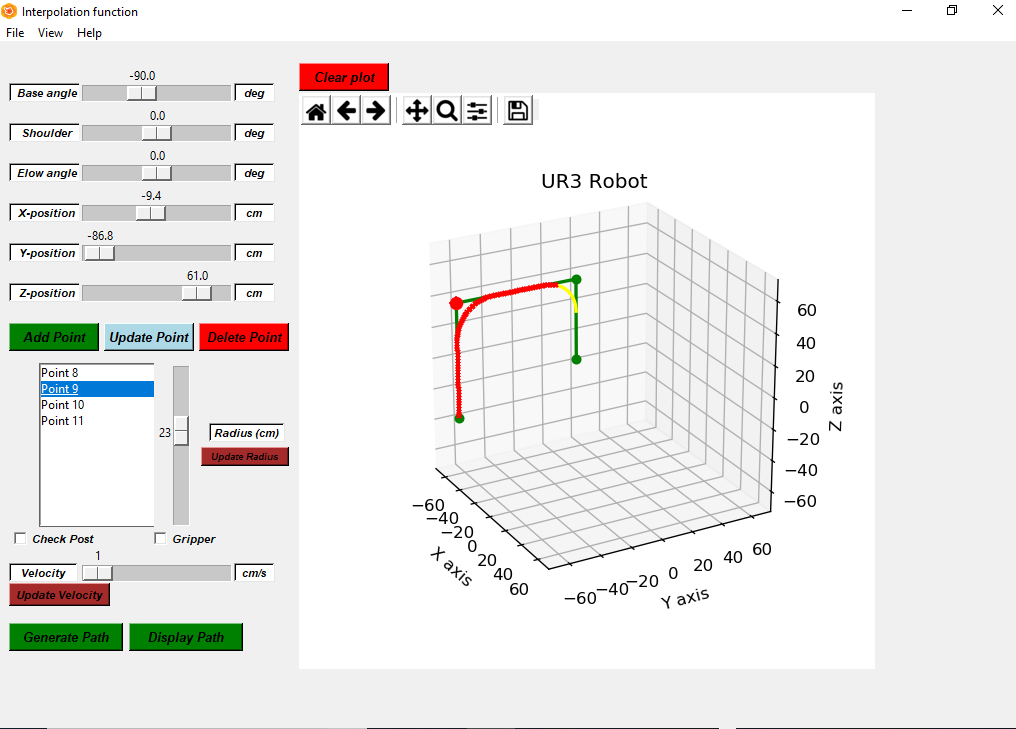 Interpolation function
File View Help
-90.0
Base angle deg
0.0
Shoulder deg
0.0
Elow angle deg
-9.4
X-position cm
-86.8
Y-position cm
61.0
Z-position cm
Add Point Update Point Delete Point
Point 8
Point 9
Point 10
Point 11
23
Radius (cm)
Update Radius
Check Post Gripper
1
Velocity cm/s
Update Velocity
Generate Path Display Path
Clear plot
UR3 Robot
60
40
20
0
−20
−40
−60
Z axis
−60
−40
−20
0
20
40
60
X axis
−60
−40
−20
0
20
40
60
Y axis